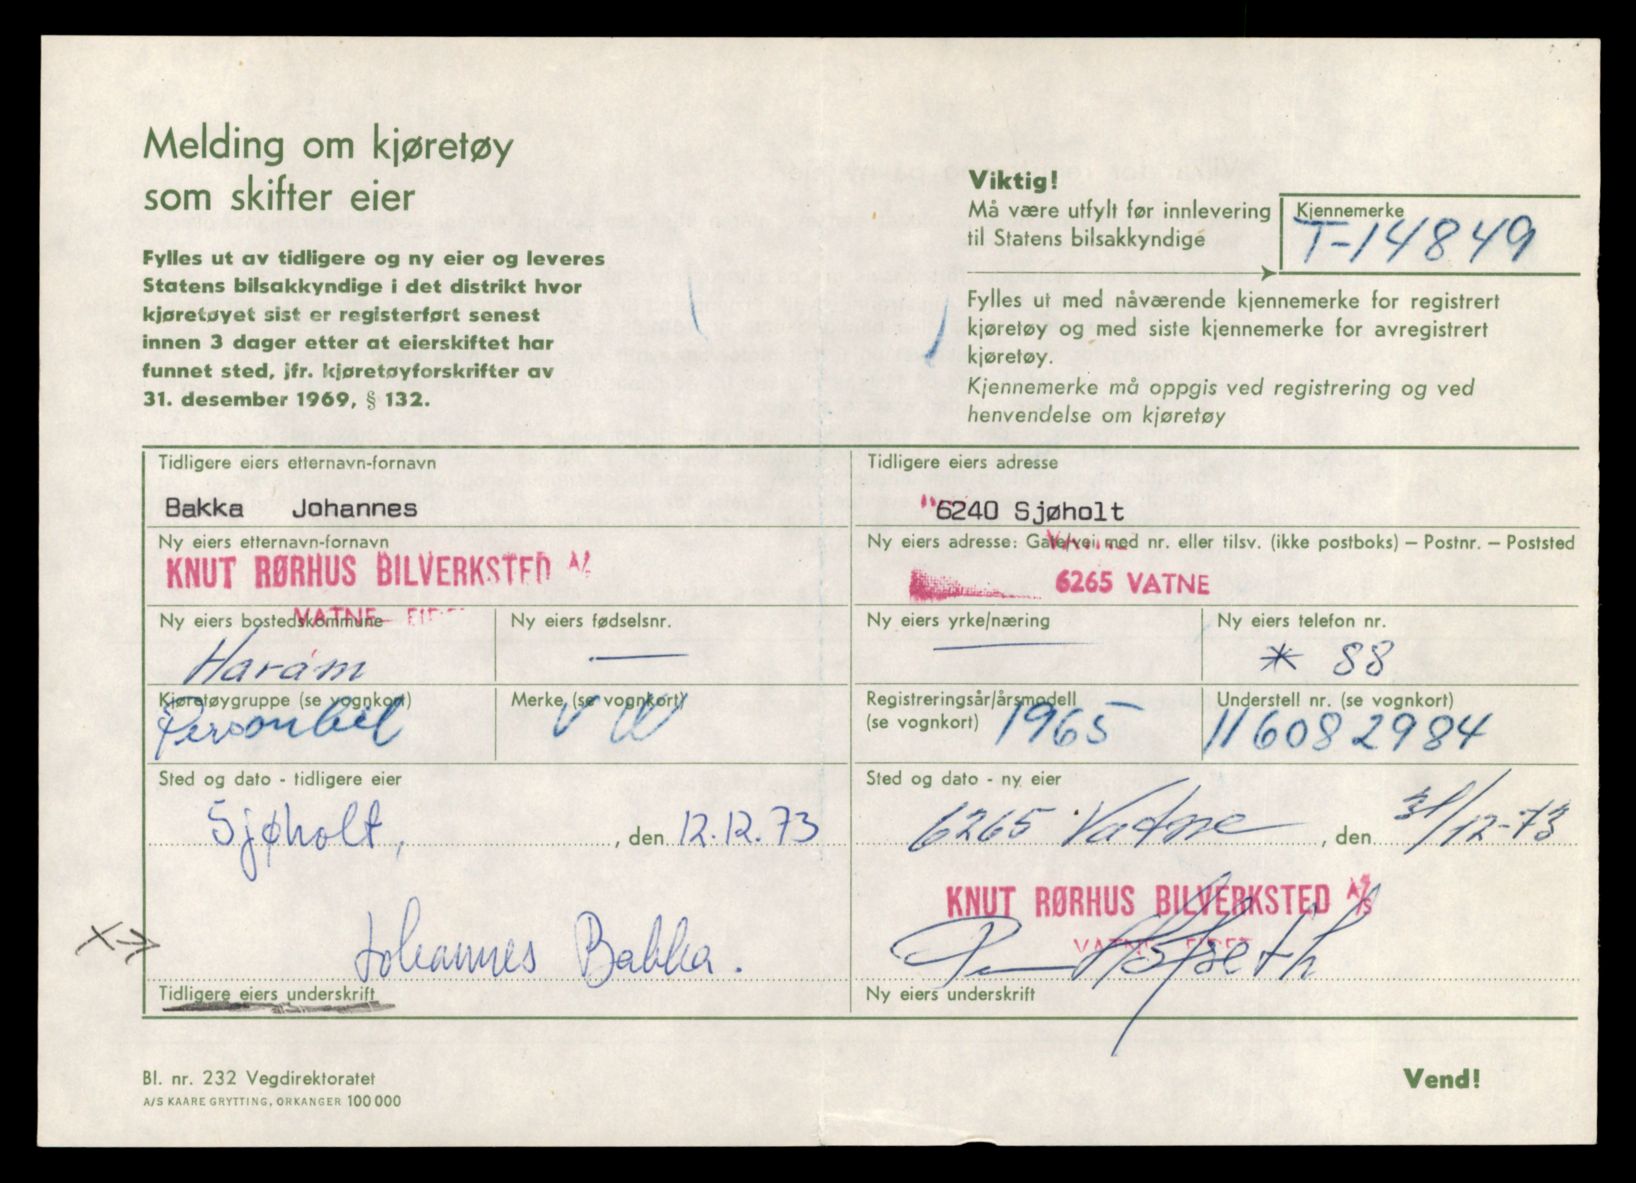 Melding om kjøretøy
som skifter eier
Fylles ut av tidligere og ny eier og leveres
Statens bilsakkyndige i det distrikt hvor
kjøretøyet sist er registerført senest
innen 3 dager etter at eierskiftet har
funnet sted, jfr. kjøretøyforskrifter av
31. desember 1969, § 132.
Viktig!
Må være utfylt før innlevering
til Statens bilsakkyndige
Kjennemerke
T-14849
Fylles ut med nåværende kjennemerke for registrert
kjøretøy og med siste kjennemerke for avregistrert
kjøretøy.
Kjennemerke må oppgis ved registrering og ved
henvendelse om kjøretøy
Tidligere eiers etternavn-fornavn
Bakka Johannes
Tidligere eiers adresse
6240 Sjøholt
Ny eiers etternavn-fornavn
KNUT RØRHUS BILVERKSTED A/S
VATNE
Ny eiers adresse: Gate/vei med nr. eller tilsv. (ikke postboks) – Postnr. – Poststed
6265 VATNE
Ny eiers bostedskommune
Haram
Ny eiers fødselsnr.
—
Ny eiers yrke/næring
—
Ny eiers telefon nr.
* 88
Kjøretøygruppe (se vognkort)
Personbil
Merke (se vognkort)
VW
Registreringsår/årsmodell
(se vognkort)
1965
Understell nr. (se vognkort)
116082984
Sted og dato - tidligere eier
Sjøholt, , den 12.12.73
Sted og dato - ny eier
6265 Vatne , den 31/12-73
X→
Johannes Bakka.
Tidligere eiers underskrift
KNUT RØRHUS BILVERKSTED A/S
VATNE EIDET
Ny eiers underskrift
Bl. nr. 232 Vegdirektoratet
A/S KAARE GRYTTING, ORKANGER 100 000
Vend!